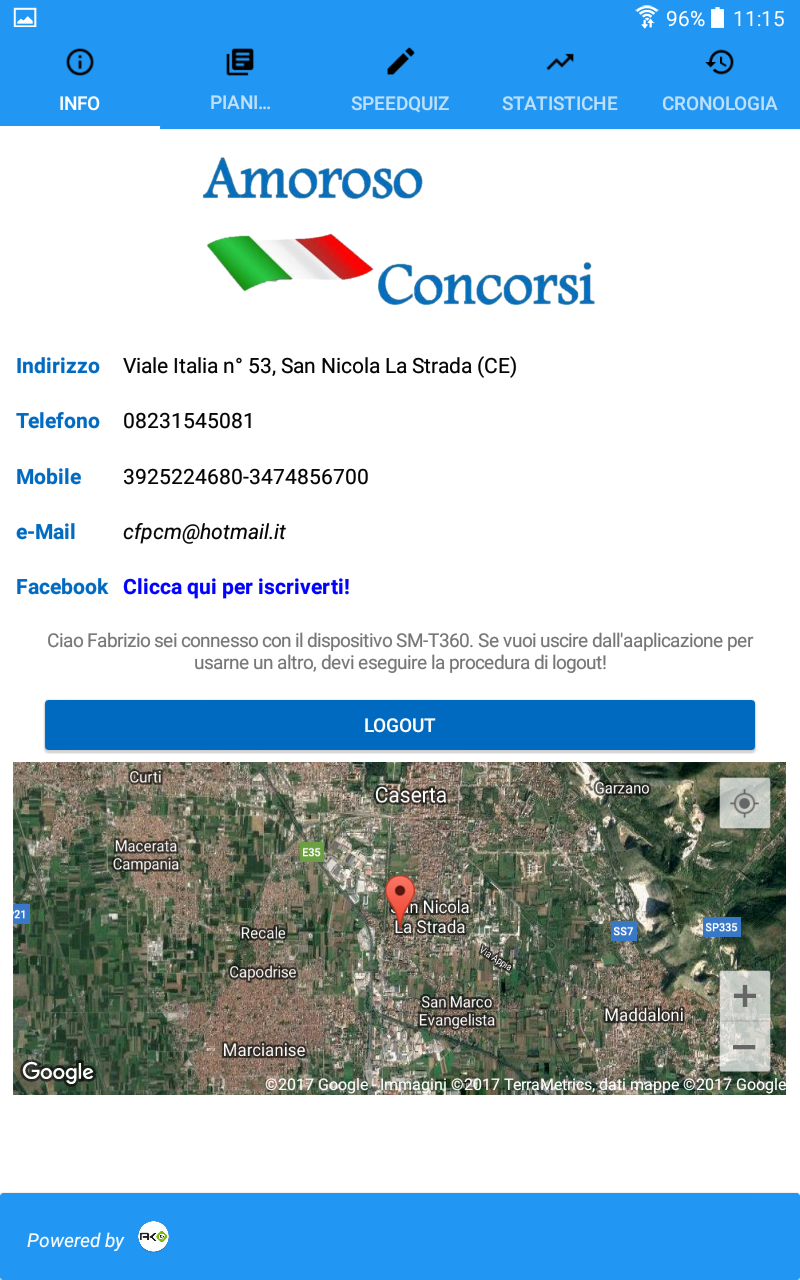 96% 11:15
INFO PIANI... SPEEDQUIZ STATISTICHE CRONOLOGIA
Amoroso
Concorsi
Indirizzo Viale Italia n° 53, San Nicola La Strada (CE)
Telefono 08231545081
Mobile 3925224680-3474856700
e-Mail cfpcm@hotmail.it
Facebook Clicca qui per iscriverti!
Ciao Fabrizio sei connesso con il dispositivo SM-T360. Se vuoi uscire dall'aaplicazione per
usarne un altro, devi eseguire la procedura di logout!
LOGOUT
Curti
Caserta
Garzano
Macerata
Campania
E35
21
San Nicola
La Strada
Recale
SS7
SP335
Via Appia
Capodrise
San Marco
Evangelista
Maddaloni
Marcianise
Google
©2017 Google - Immagini ©2017 TerraMetrics, dati mappe ©2017 Google
Powered by